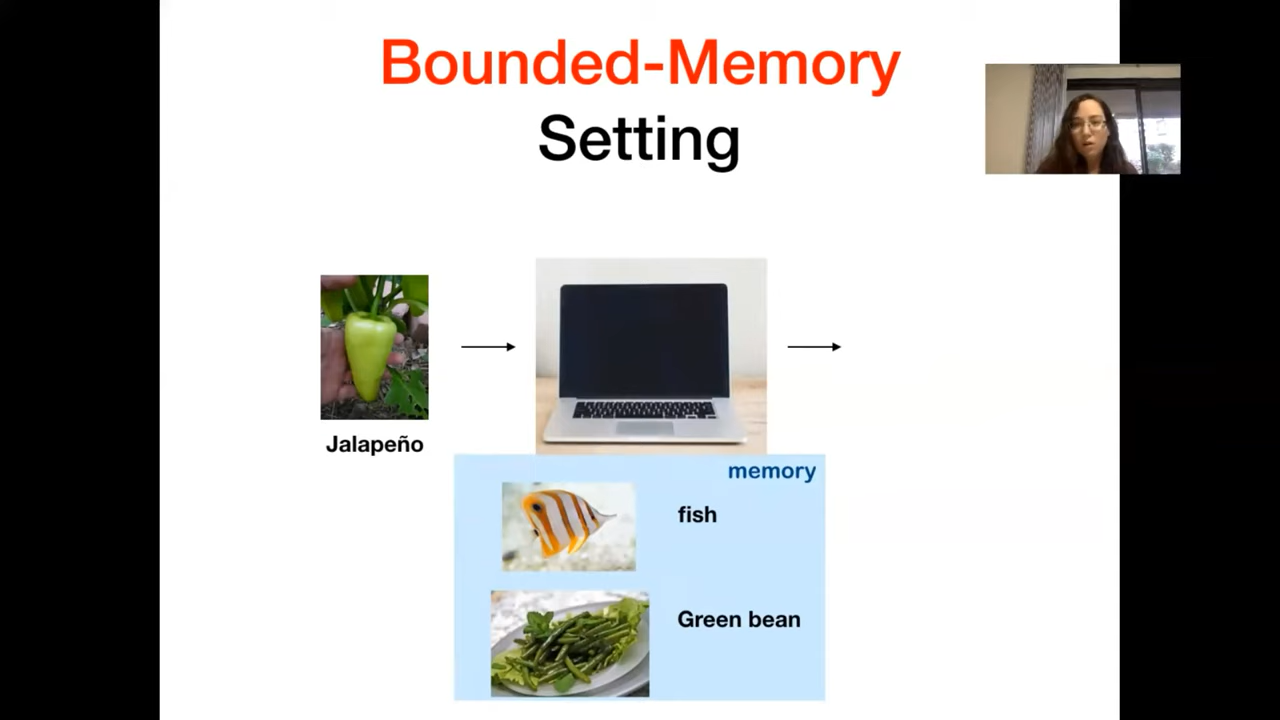 Bounded-Memory
Setting
Jalapeño
memory
fish
Green bean